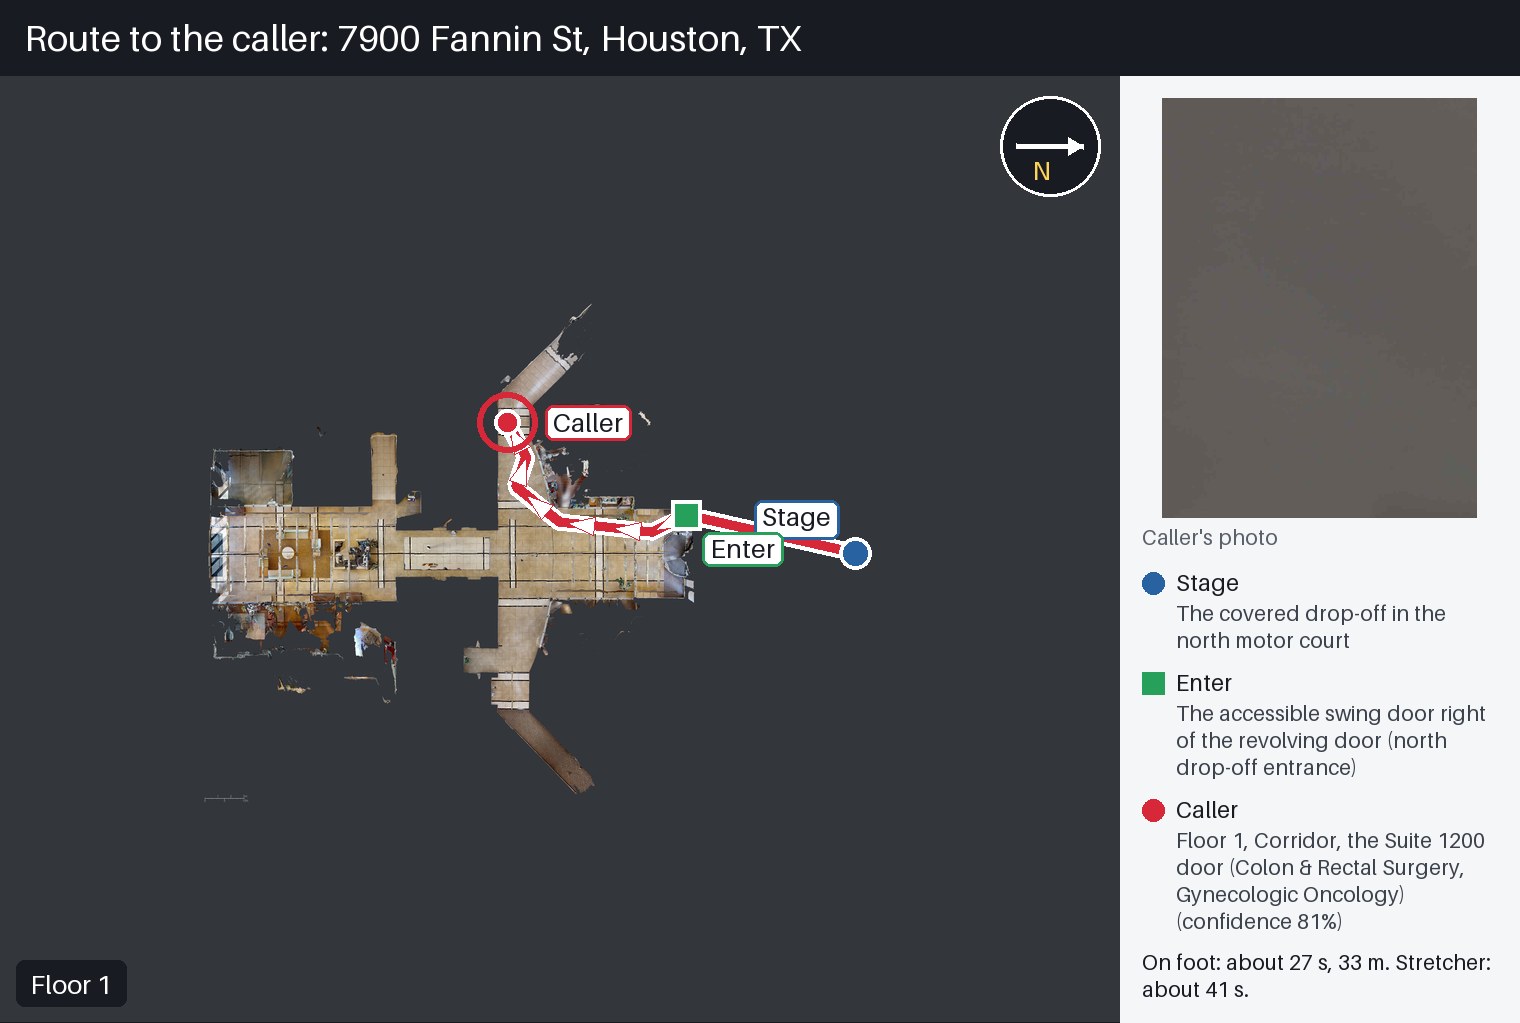 Route to the caller: 7900 Fannin St, Houston, TX
N
Caller
Stage
Enter
Floor 1
Caller's photo
Stage
The covered drop-off in the
north motor court
Enter
The accessible swing door right
of the revolving door (north
drop-off entrance)
Caller
Floor 1, Corridor, the Suite 1200
door (Colon & Rectal Surgery,
Gynecologic Oncology)
(confidence 81%)
On foot: about 27 s, 33 m. Stretcher:
about 41 s.